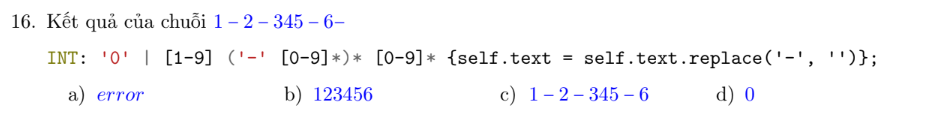 16. Kết quả của chuỗi 1 – 2 – 345 – 6–
INT: '0' | [1-9] ('-' [0-9]*)* [0-9]* {self.text = self.text.replace('-', '')};
a) error b) 123456 c) 1 – 2 – 345 – 6 d) 0